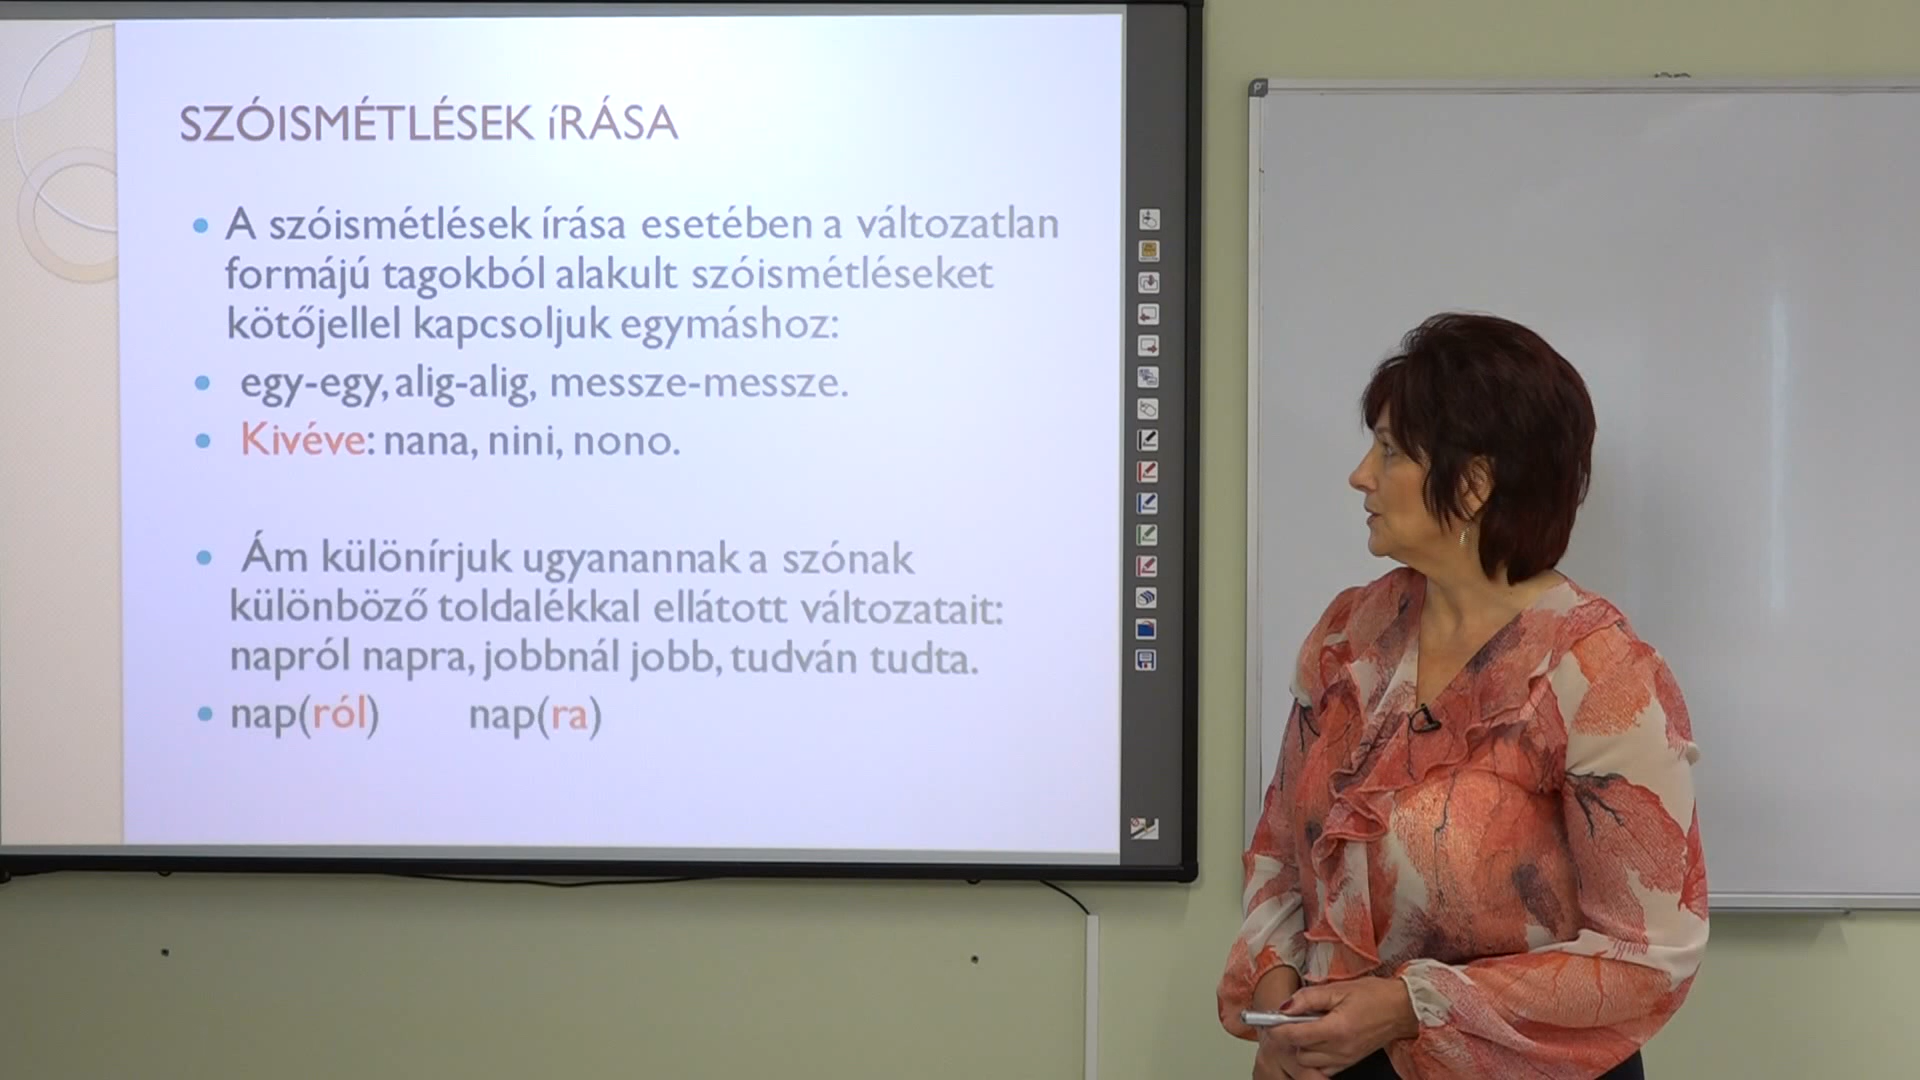 SZÓISMÉTLÉSEK íRÁSA
A szóismétlések írása esetében a változatlan
formájú tagokból alakult szóismétléseket
kötőjellel kapcsoljuk egymáshoz:
egy-egy, alig-alig, messze-messze.
Kivéve: nana, nini, nono.
Ám különírjuk ugyanannak a szónak
különböző toldalékkal ellátott változatait:
napról napra, jobbnál jobb, tudván tudta.
nap(ról) nap(ra)